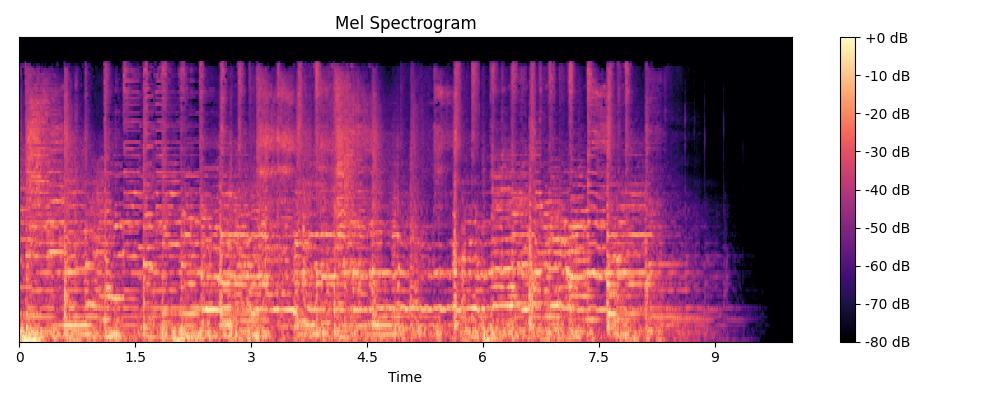 Mel Spectrogram
+0 dB
-10 dB
-20 dB
-30 dB
-40 dB
-50 dB
-60 dB
-70 dB
-80 dB
0 1.5 3 4.5 6 7.5 9
Time